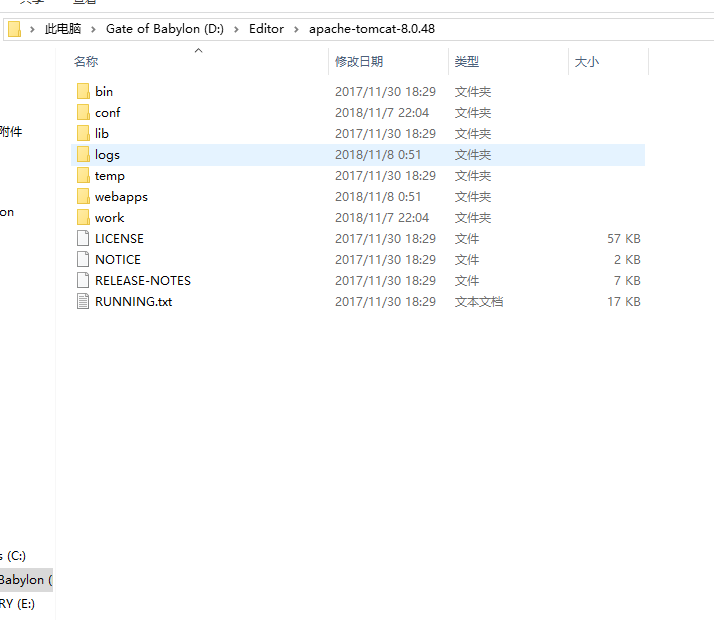 共享 查看
此电脑 Gate of Babylon (D:) Editor apache-tomcat-8.0.48
名称 修改日期 类型 大小
bin 2017/11/30 18:29 文件夹
conf 2018/11/7 22:04 文件夹
附件
lib 2017/11/30 18:29 文件夹
logs 2018/11/8 0:51 文件夹
temp 2017/11/30 18:29 文件夹
webapps 2018/11/8 0:51 文件夹
on
work 2018/11/7 22:04 文件夹
LICENSE 2017/11/30 18:29 文件 57 KB
NOTICE 2017/11/30 18:29 文件 2 KB
RELEASE-NOTES 2017/11/30 18:29 文件 7 KB
RUNNING.txt 2017/11/30 18:29 文本文档 17 KB
s (C:)
Babylon (
RY (E:)